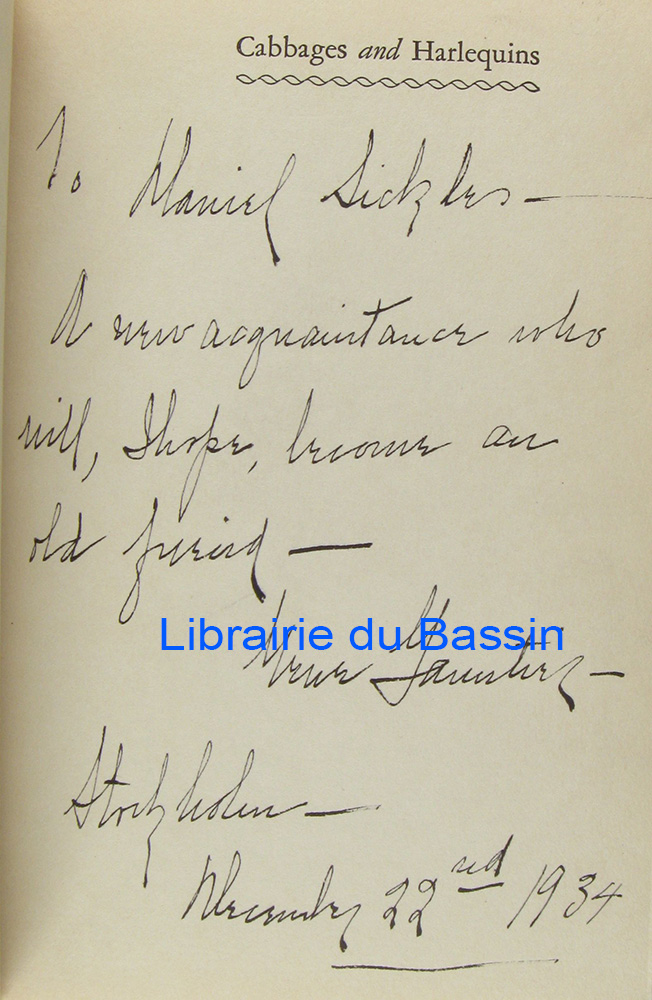 Cabbages and Harlequins
To Daniel Sickles —
A new acquaintance who
will, I hope, become an
old friend —
Librairie du Bassin
Stockholm —
December 22nd 1934